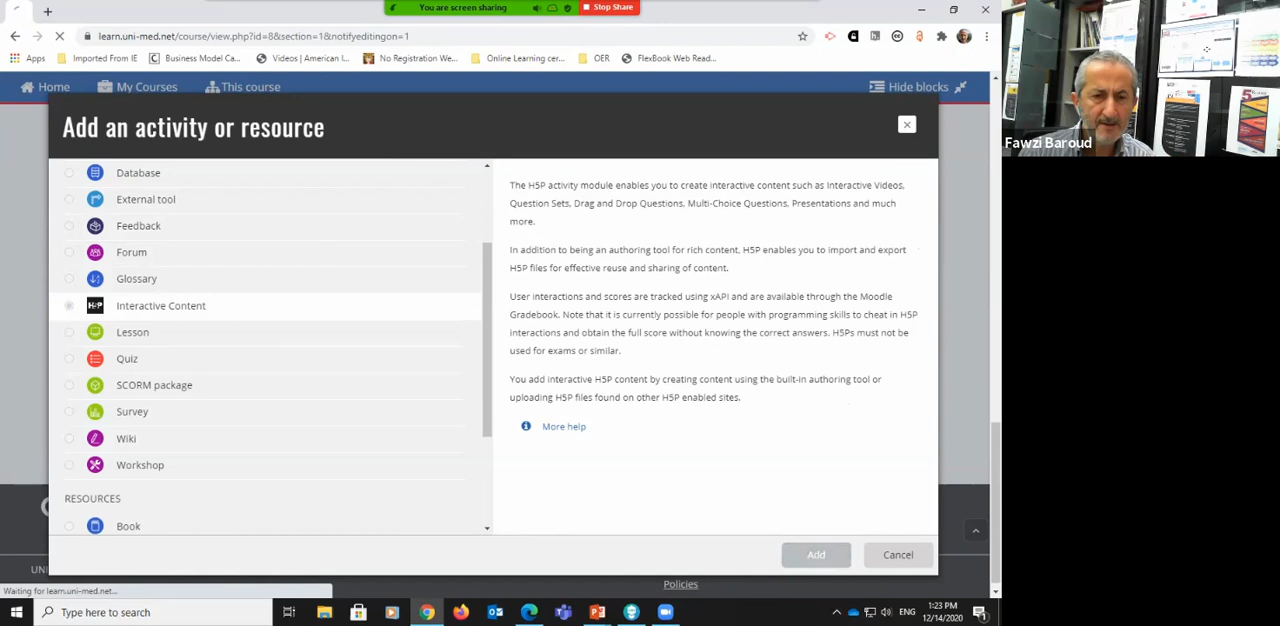 You are screen sharing
Stop Share
learn.uni-med.net/course/view.php?id=8&section=1&notifyeditingon=1
Apps
Imported From IE
Business Model Ca...
Videos | American I...
No Registration We...
Online Learning cer...
OER
FlexBook Web Read...
Home
My Courses
This course
Hide blocks
Add an activity or resource
Database
External tool
Feedback
Forum
Glossary
H5P
Interactive Content
Lesson
Quiz
SCORM package
Survey
Wiki
Workshop
RESOURCES
Book
The H5P activity module enables you to create interactive content such as Interactive Videos,
Question Sets, Drag and Drop Questions, Multi-Choice Questions, Presentations and much
more.
In addition to being an authoring tool for rich content, H5P enables you to import and export
H5P files for effective reuse and sharing of content.
User interactions and scores are tracked using xAPI and are available through the Moodle
Gradebook. Note that it is currently possible for people with programming skills to cheat in H5P
interactions and obtain the full score without knowing the correct answers. H5Ps must not be
used for exams or similar.
You add interactive H5P content by creating content using the built-in authoring tool or
uploading H5P files found on other H5P enabled sites.
More help
Add
Cancel
UNI
Policies
Waiting for learn.uni-med.net...
Type here to search
ENG
1:23 PM
12/14/2020
Fawzi Baroud